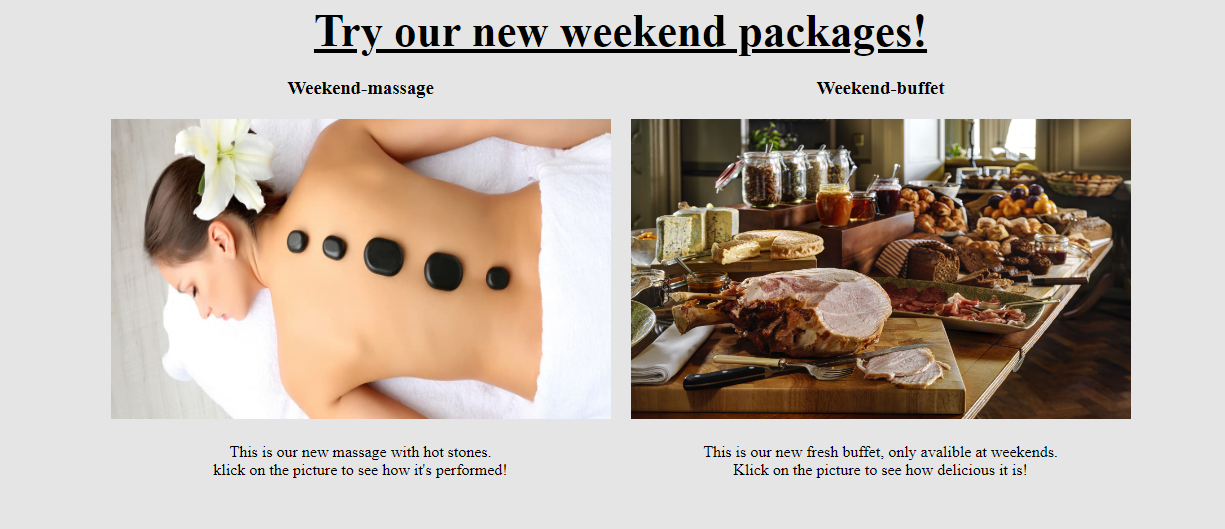 Try our new weekend packages!
Weekend-massage
Weekend-buffet
This is our new massage with hot stones.
klick on the picture to see how it's performed!
This is our new fresh buffet, only avalible at weekends.
Klick on the picture to see how delicious it is!